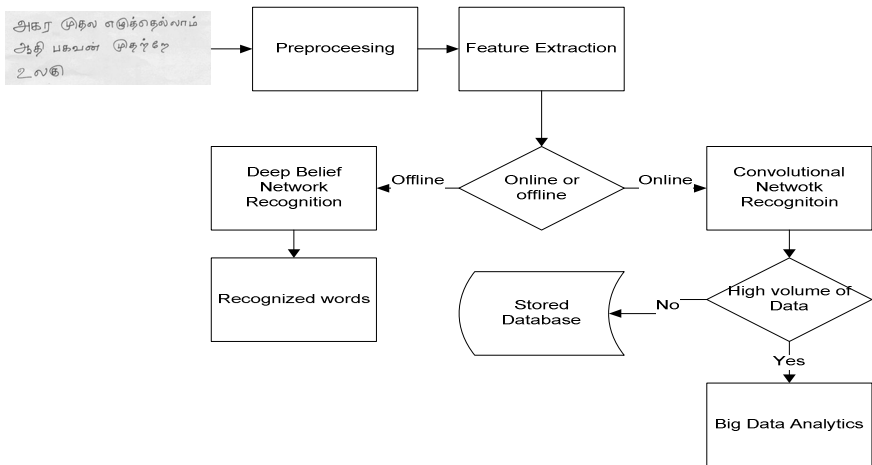 அகர முதல எழுத்தெல்லாம்
ஆதி பகவன் முதற்றே
உலகு
Preproceesing
Feature Extraction
Deep Belief
Network
Recognition
Offline
Online or
offline
Online
Convolutional
Netwotk
Recognitoin
Recognized words
Stored
Database
No
High volume of
Data
Yes
Big Data Analytics